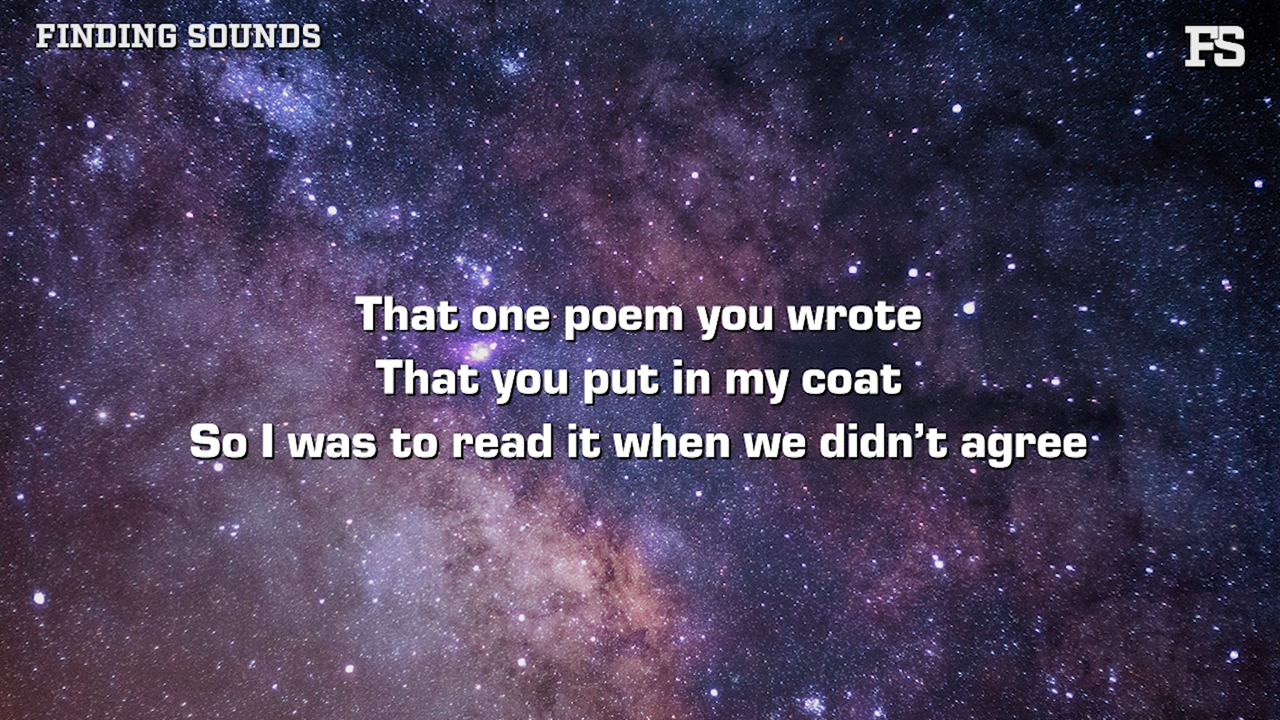 FINDING SOUNDS
FS
That one poem you wrote
That you put in my coat
So I was to read it when we didn’t agree